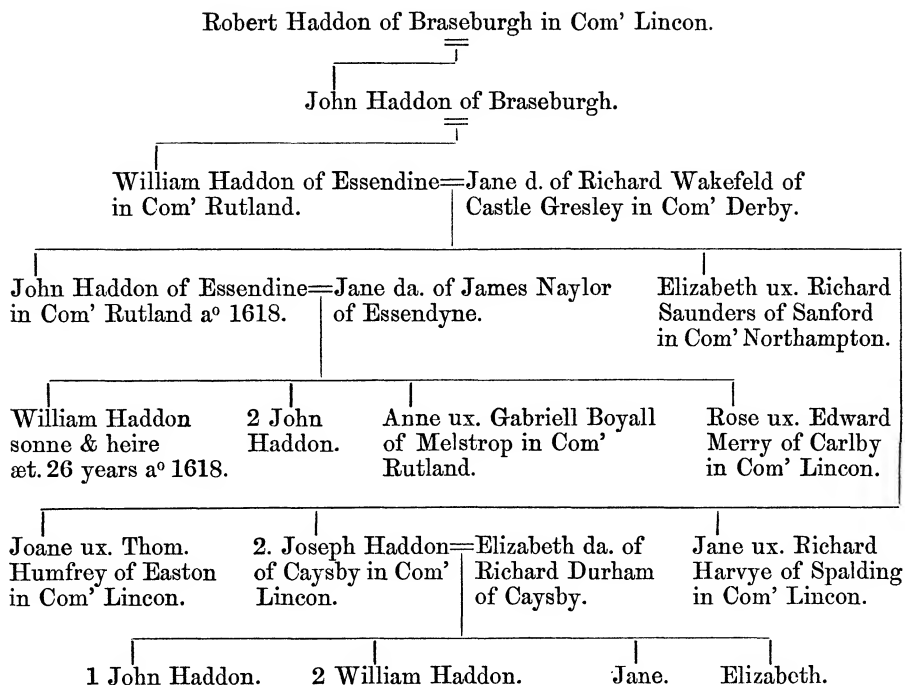 Robert Haddon of Braseburgh in Com' Lincon.
John Haddon of Braseburgh.
William Haddon of Essendine=Jane d. of Richard Wakefeld of
in Com' Rutland. Castle Gresley in Com' Derby.
John Haddon of Essendine=Jane da. of James Naylor
in Com' Rutland aº 1618. of Essendyne.
Elizabeth ux. Richard
Saunders of Sanford
in Com' Northampton.
William Haddon
sonne & heire
æt. 26 years aº 1618.
2 John
Haddon.
Anne ux. Gabriell Boyall
of Melstrop in Com'
Rutland.
Rose ux. Edward
Merry of Carlby
in Com' Lincon.
Joane ux. Thom.
Humfrey of Easton
in Com' Lincon.
2. Joseph Haddon=Elizabeth da. of
of Caysby in Com' Richard Durham
Lincon. of Caysby.
Jane ux. Richard
Harvye of Spalding
in Com' Lincon.
1 John Haddon. 2 William Haddon. Jane. Elizabeth.